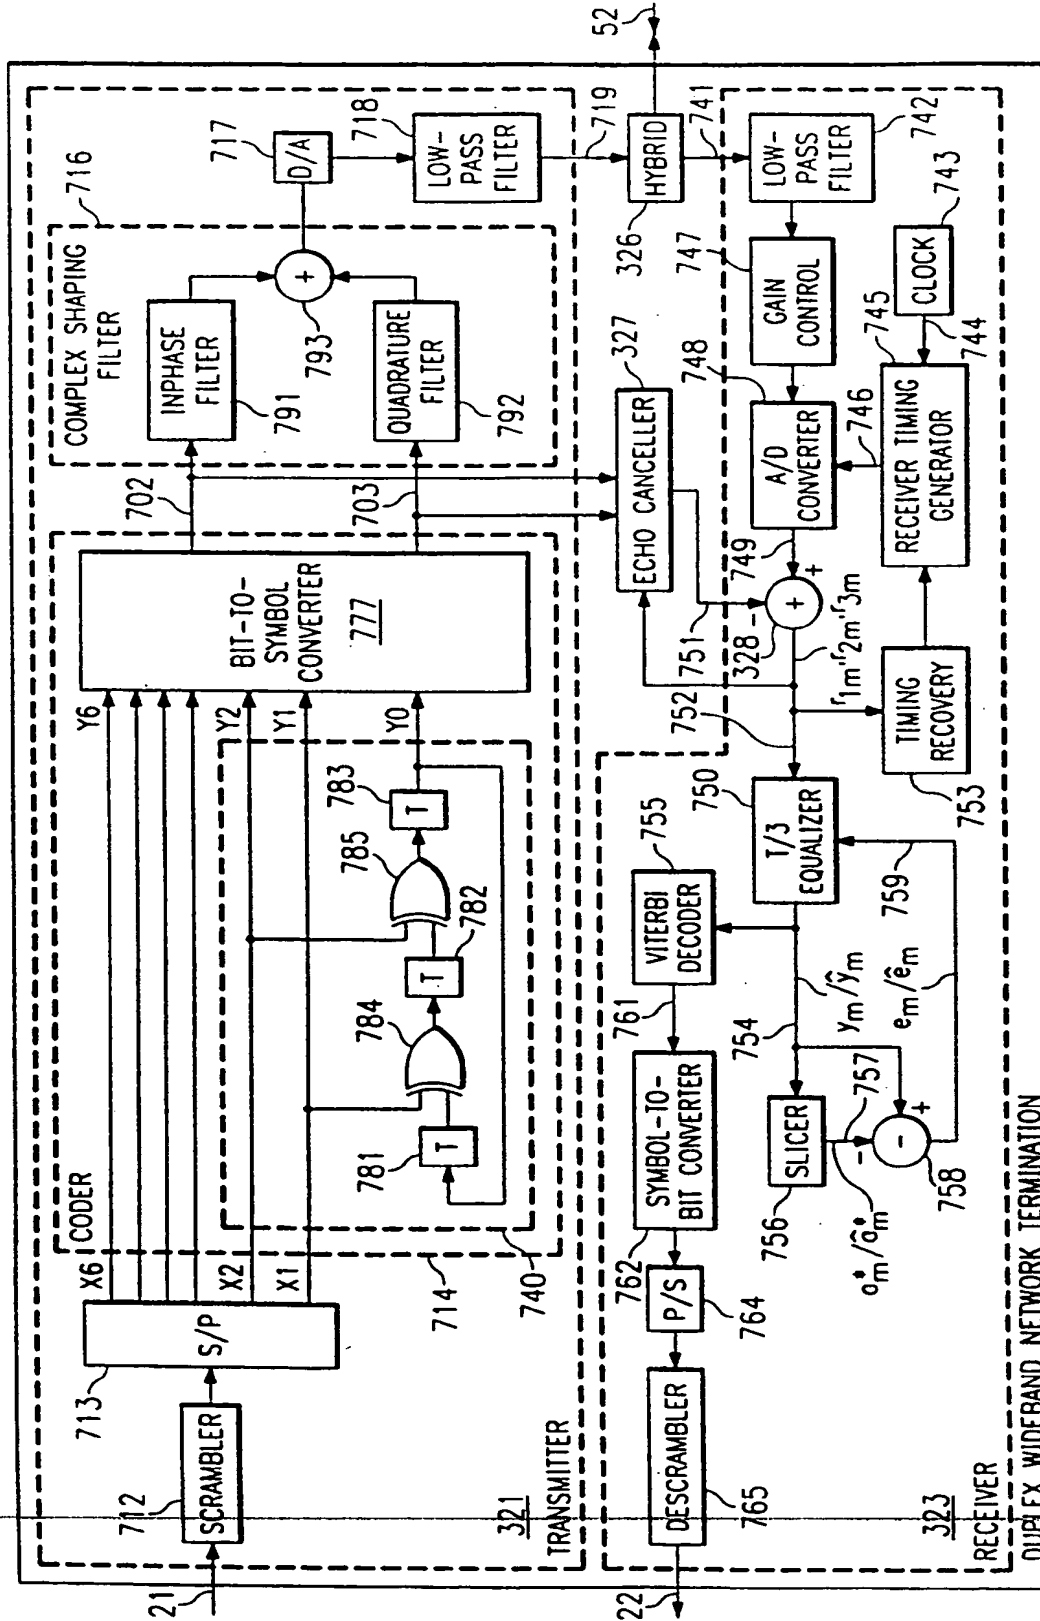 21
SCRAMBLER
712
S/P
713
X6
X2
X1
CODER
714
740
781
T
784
T
782
785
T
783
Y6
Y2
Y1
Y0
BIT-TO-
SYMBOL
CONVERTER
777
702
703
COMPLEX SHAPING
FILTER
716
INPHASE
FILTER
791
QUADRATURE
FILTER
792
+
793
D/A
717
LOW-
PASS
FILTER
718
719
321
TRANSMITTER
HYBRID
326
52
741
ECHO CANCELLER
327
LOW-
PASS
FILTER
742
GAIN
CONTROL
747
A/D
CONVERTER
748
CLOCK
743
744
RECEIVER TIMING
GENERATOR
745
746
749
+
+
-
328
751
r1m,r2m,r3m
752
TIMING
RECOVERY
753
T/3
EQUALIZER
750
759
em/êm
754
ym/ŷm
VITERBI
DECODER
755
761
SLICER
756
757
a*m/â*m
-
-
+
758
SYMBOL-TO-
BIT CONVERTER
762
P/S
764
DESCRAMBLER
765
22
323
RECEIVER
DUPLEX WIDEBAND NETWORK TERMINATION